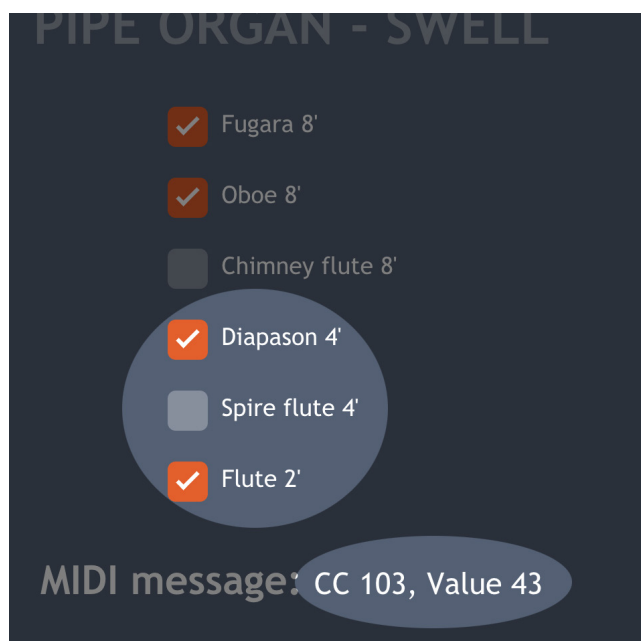 PIPE ORGAN - SWELL
Fugara 8'
Oboe 8'
Chimney flute 8'
Diapason 4'
Spire flute 4'
Flute 2'
MIDI message: CC 103, Value 43